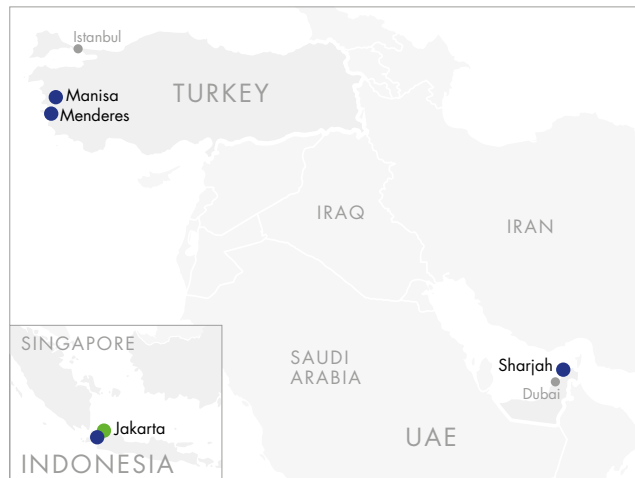 Istanbul
Manisa
TURKEY
Menderes
IRAQ
IRAN
SINGAPORE
SAUDI
ARABIA
Sharjah
Dubai
Jakarta
UAE
INDONESIA